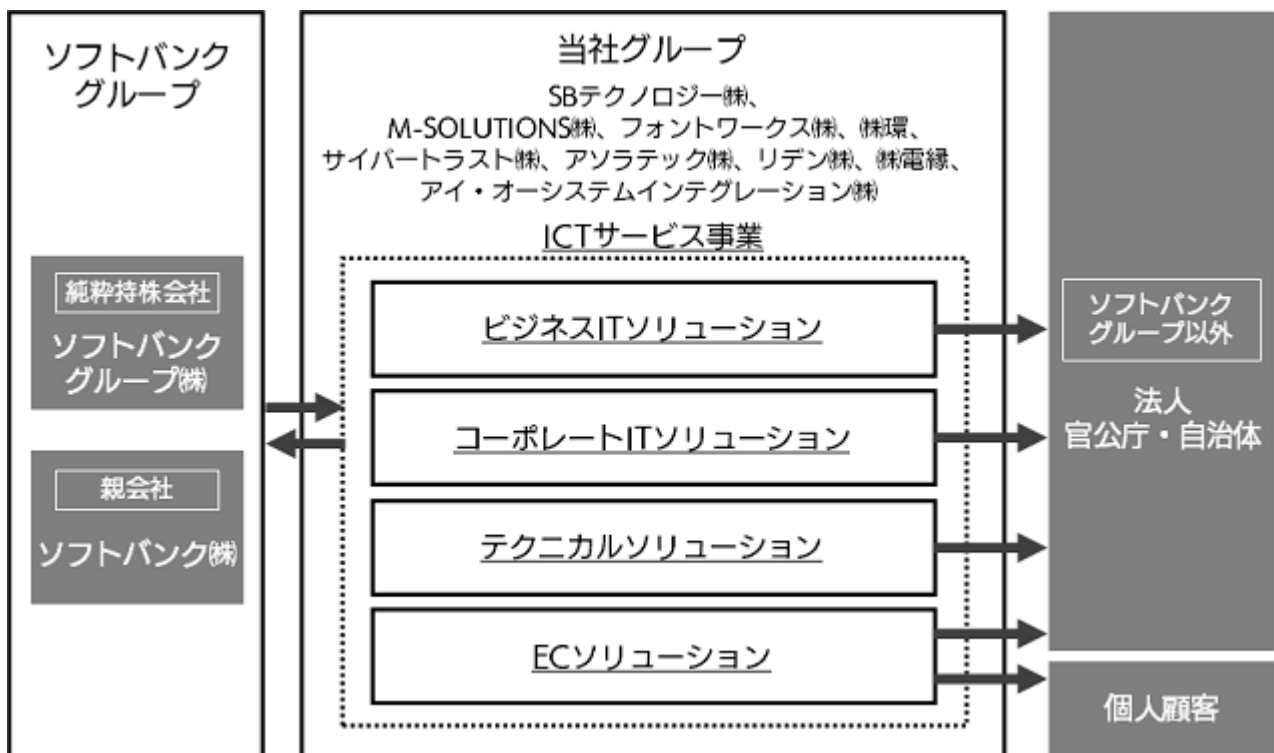 ソフトバンク
グループ
純粋持株会社
ソフトバンク
グループ㈱
親会社
ソフトバンク㈱
当社グループ
SBテクノロジー㈱、
M-SOLUTIONS㈱、フォントワークス㈱、㈱環、
サイバートラスト㈱、アソラテック㈱、リデン㈱、㈱電縁、
アイ・オーシステムインテグレーション㈱
ICTサービス事業
ビジネスITソリューション
コーポレートITソリューション
テクニカルソリューション
ECソリューション
ソフトバンク
グループ以外
法人
官公庁・自治体
個人顧客